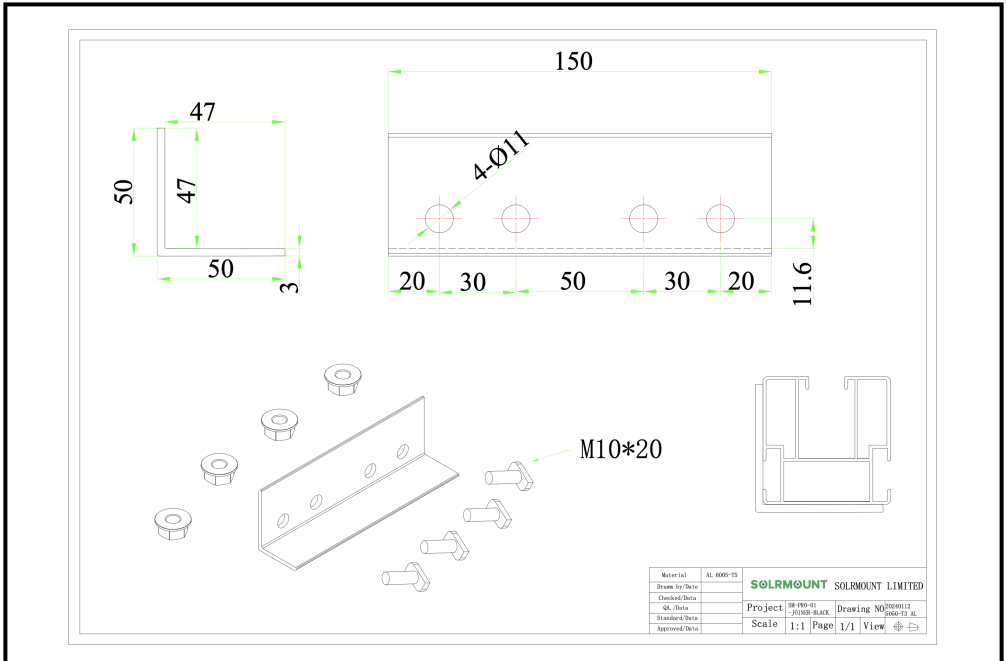 150
47
4-Ø11
50
47
50
3
20
30
50
30
20
11.6
M10*20
Material AL 6005-T5
Drawn by/Date
Checked/Data
QA./Data
Standard/Data
Approved/Data
SOLRMOUNT SOLRMOUNT LIMITED
Project SM-PRO-01
-JOINER-BLACK
Drawing NO 20240112
5050-T3 AL
Scale 1:1 Page 1/1 View